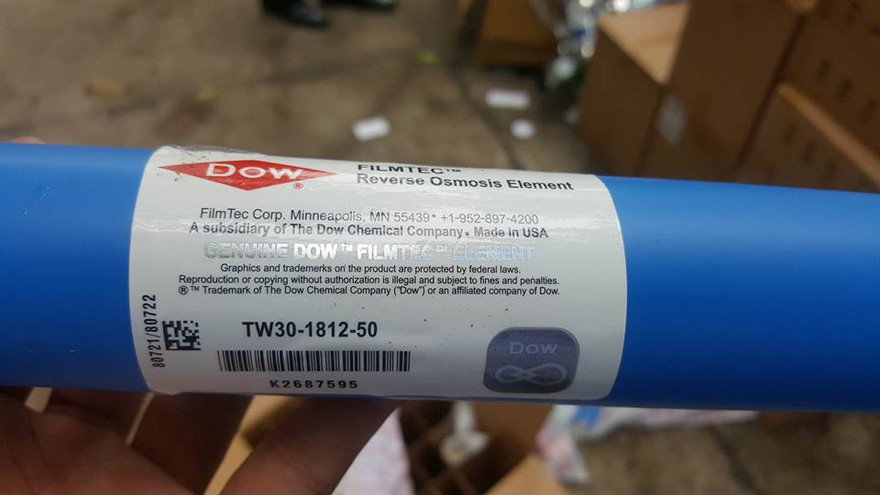 DOW®
FILMTEC™
Reverse Osmosis Element
FilmTec Corp. Minneapolis, MN 55439 • +1-952-897-4200
A subsidiary of The Dow Chemical Company • Made in USA
GENUINE DOW™ FILMTEC™ ELEMENT
Graphics and trademerks on the product are protected by federal laws.
Reproduction or copying without authorization is illegal and subject to fines and penalties.
®™ Trademark of The Dow Chemical Company ("Dow") or an affiliated company of Dow.
80721/80722
TW30-1812-50
K2687595
Dow